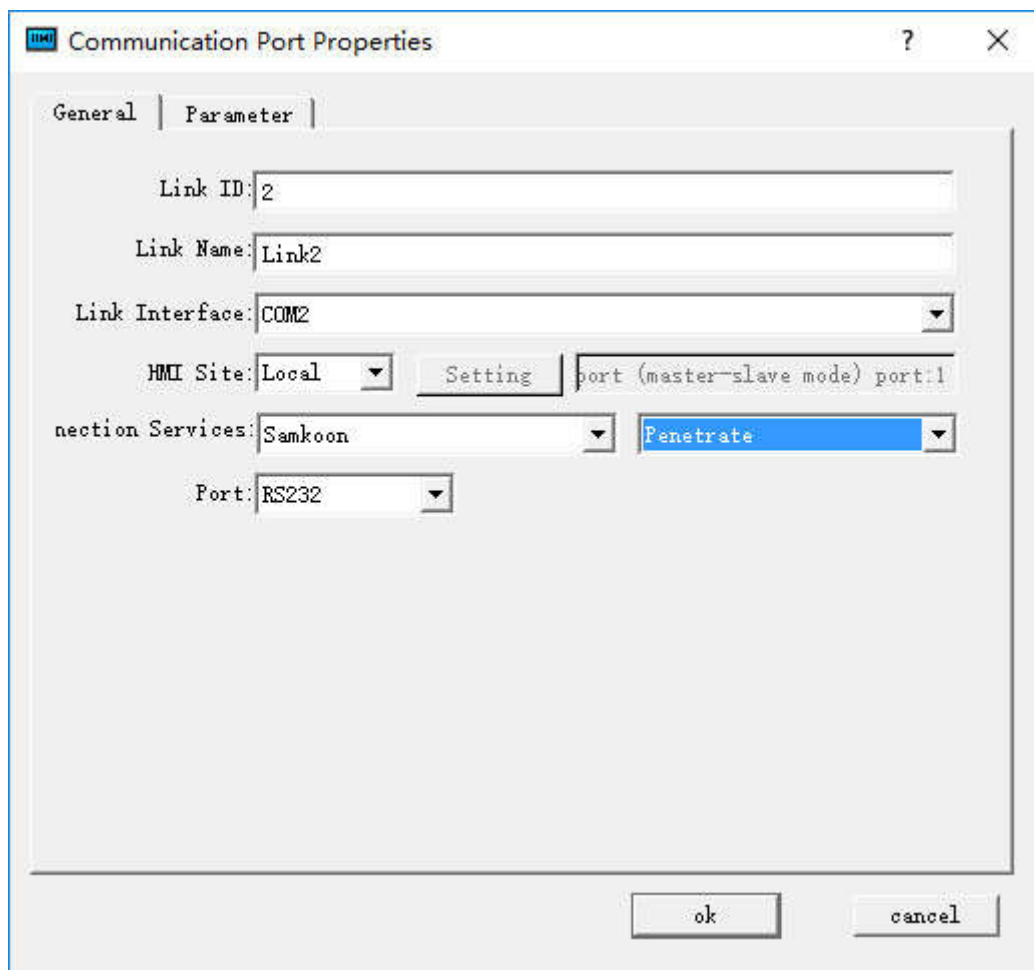 HMI Communication Port Properties ? ×
General Parameter
Link ID: 2
Link Name: Link2
Link Interface: COM2
HMI Site: Local Setting port (master-slave mode) port:1
nection Services: Samkoon Penetrate
Port: RS232
ok cancel